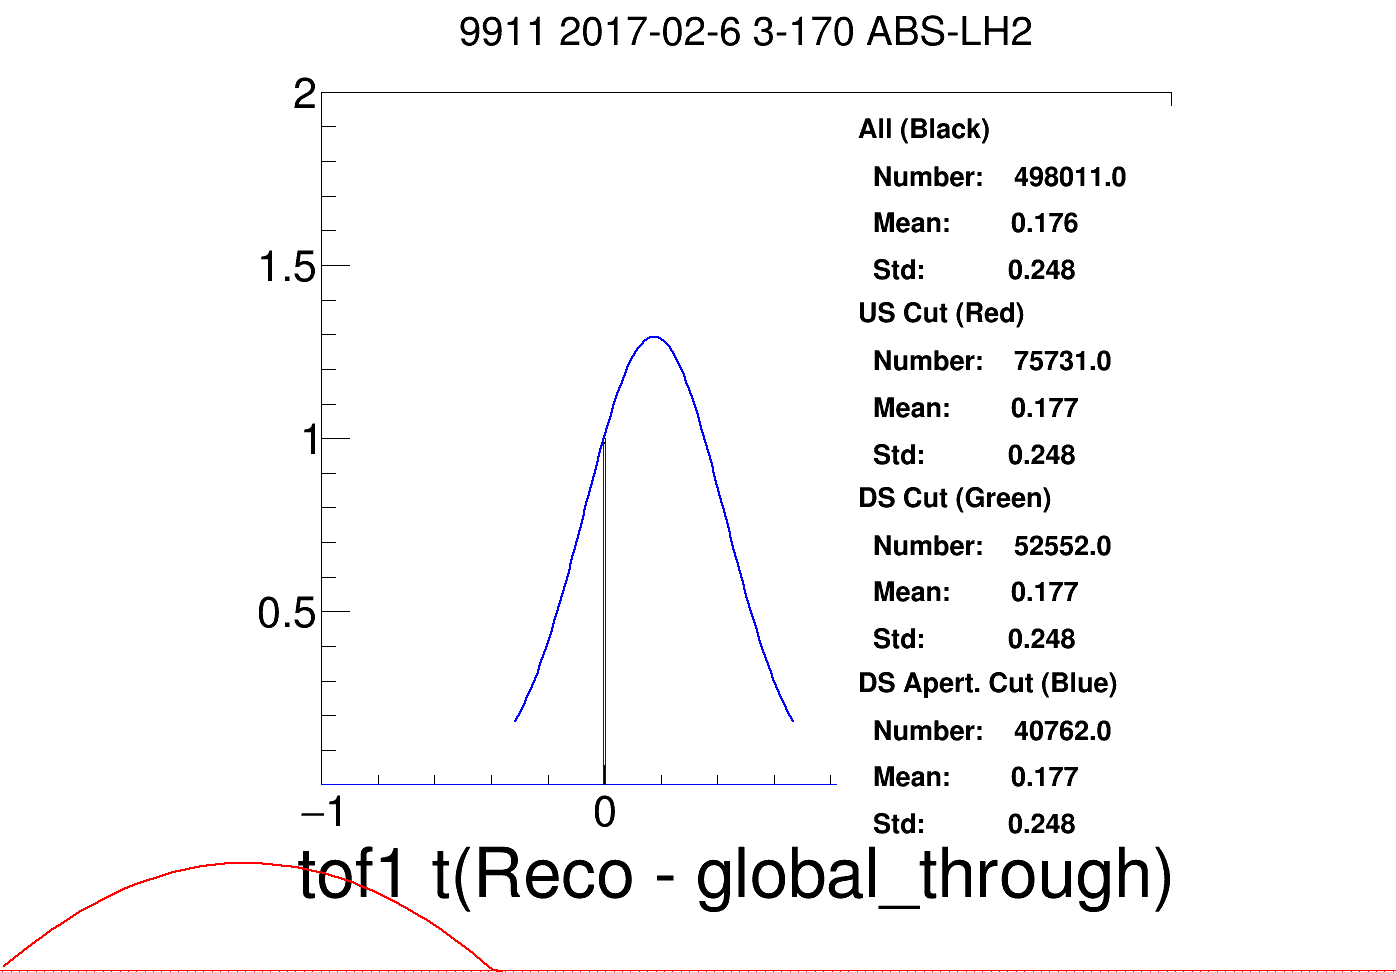 9911 2017-02-6 3-170 ABS-LH2
2
1.5
1
0.5
−1
0
All (Black)
Number: 498011.0
Mean: 0.176
Std: 0.248
US Cut (Red)
Number: 75731.0
Mean: 0.177
Std: 0.248
DS Cut (Green)
Number: 52552.0
Mean: 0.177
Std: 0.248
DS Apert. Cut (Blue)
Number: 40762.0
Mean: 0.177
Std: 0.248
tof1 t(Reco - global_through)